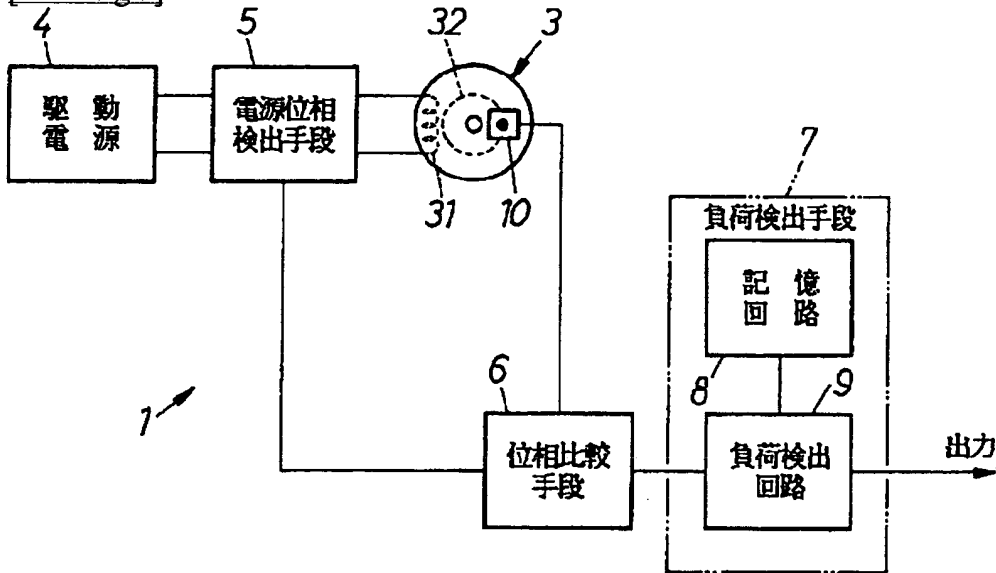 4
5
32
3
駆動
電源
電源位相
検出手段
31
10
7
負荷検出手段
記憶
回路
8
9
6
1
位相比較
手段
負荷検出
回路
出力